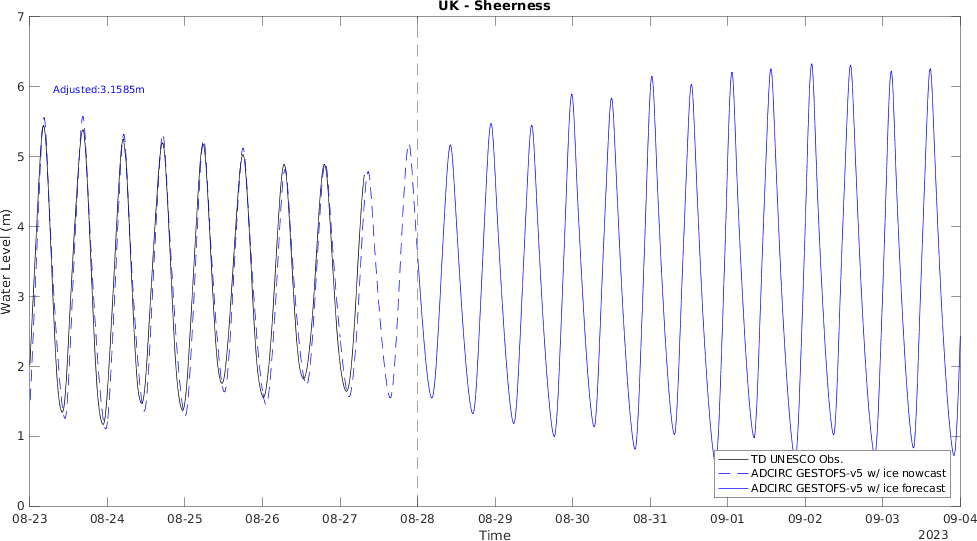 UK - Sheerness
7
6
5
4
3
2
1
0
Water Level (m)
Adjusted:3.1585m
TD UNESCO Obs.
ADCIRC GESTOFS-v5 w/ ice nowcast
ADCIRC GESTOFS-v5 w/ ice forecast
08-23 08-24 08-25 08-26 08-27 08-28 08-29 08-30 08-31 09-01 09-02 09-03 09-04
Time
2023